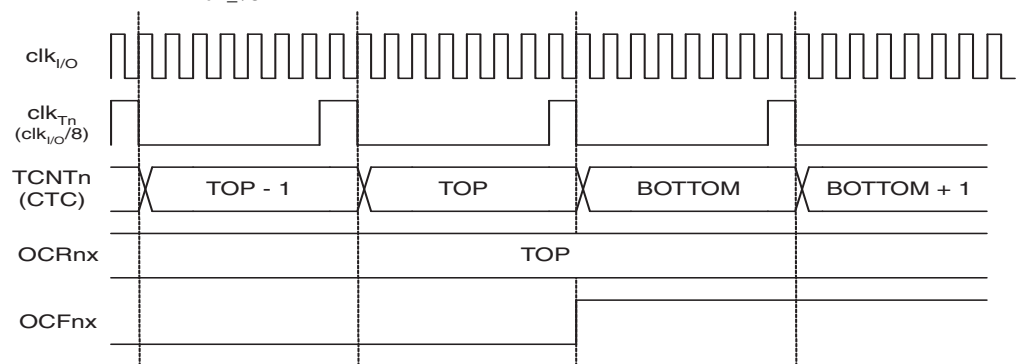 clkI/O
clkTn
(clkI/O/8)
TCNTn
(CTC)
TOP - 1
TOP
BOTTOM
BOTTOM + 1
OCRnx
TOP
OCFnx